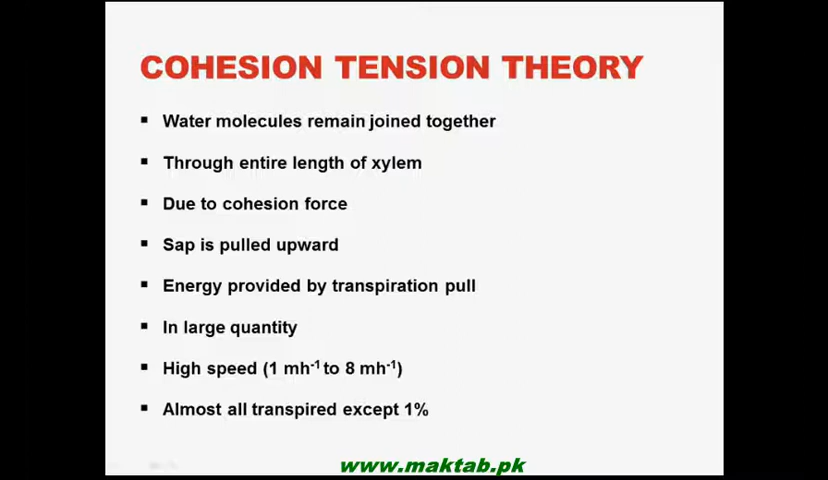 COHESION TENSION THEORY
▪ Water molecules remain joined together
▪ Through entire length of xylem
▪ Due to cohesion force
▪ Sap is pulled upward
▪ Energy provided by transpiration pull
▪ In large quantity
▪ High speed (1 mh⁻¹ to 8 mh⁻¹)
▪ Almost all transpired except 1%
www.maktab.pk